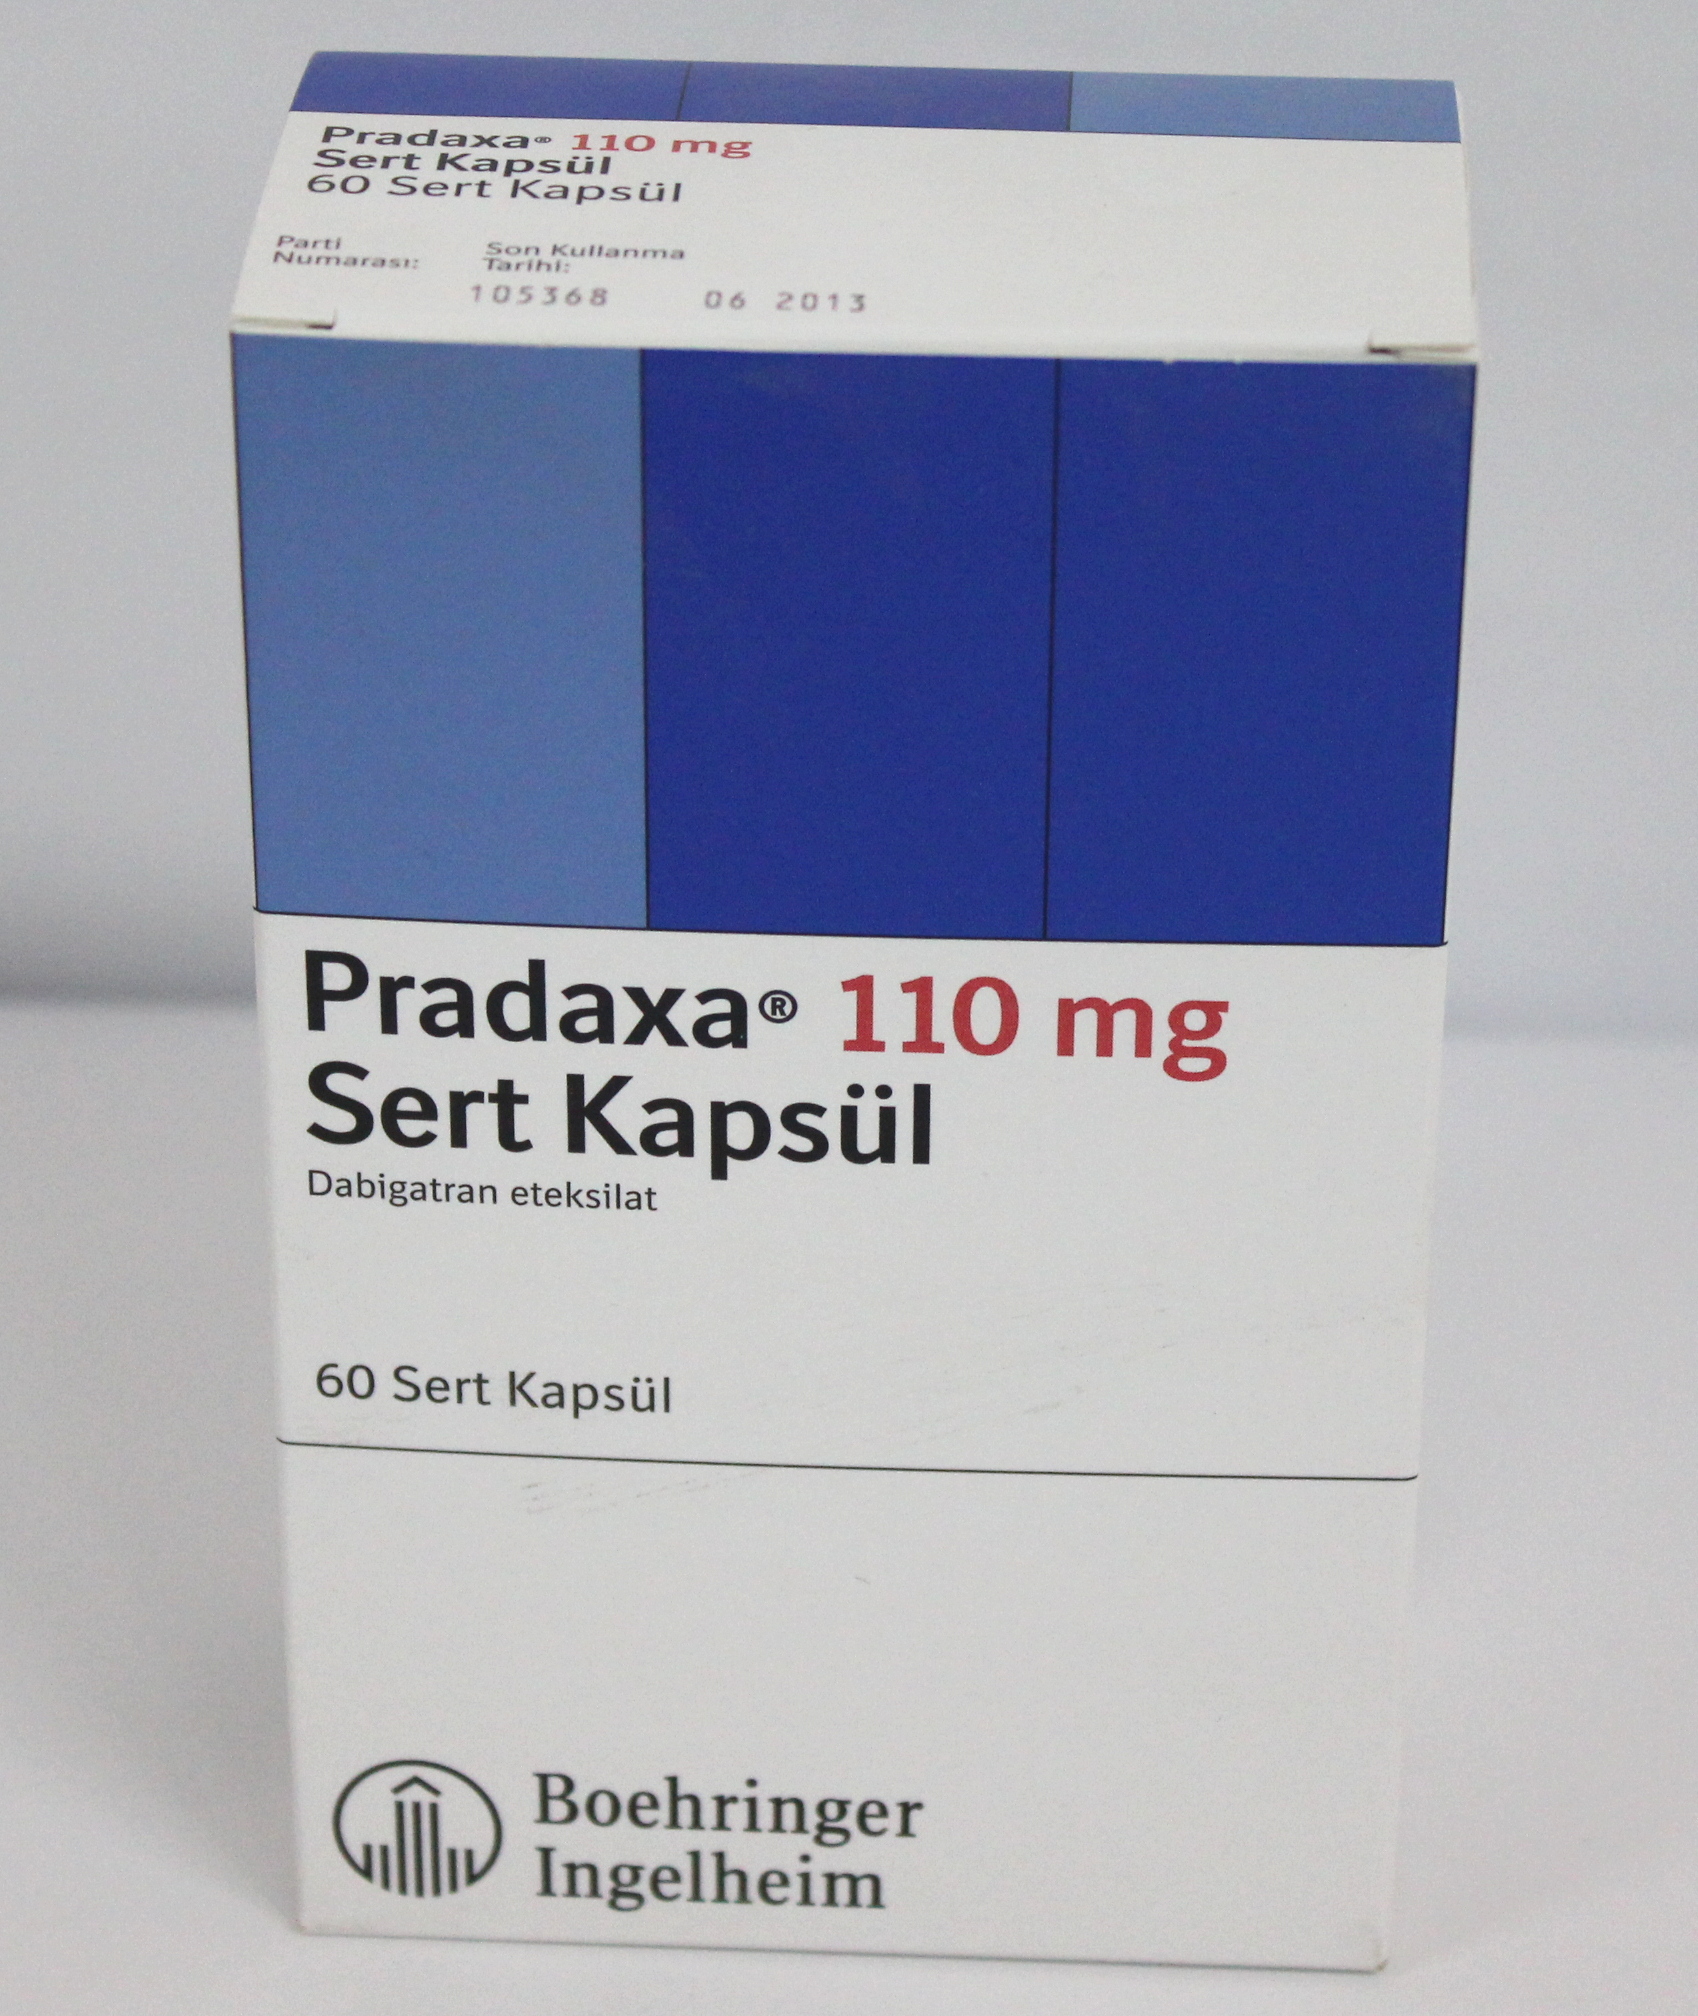 Pradaxa® 110 mg
Sert Kapsül
60 Sert Kapsül
Parti
Numarası:
Son Kullanma
Tarihi:
105368 06 2013
Pradaxa® 110 mg
Sert Kapsül
Dabigatran eteksilat
60 Sert Kapsül
Boehringer
Ingelheim